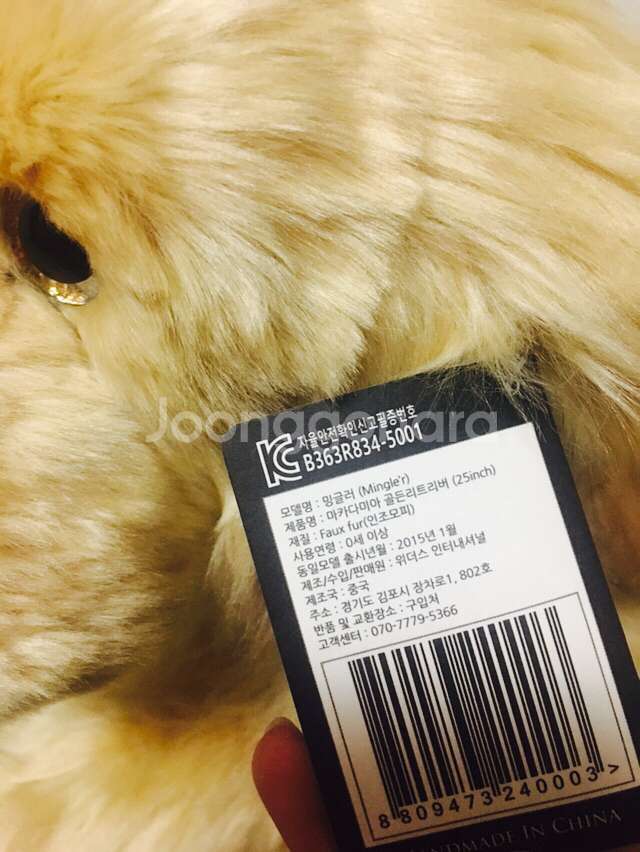 Joonggonara
KC 자율안전확인신고필증번호
B363R834-5001
모델명 : 밍글러 (Mingle'r)
제품명 : 마카다미아 골든리트리버 (25inch)
재질 : Faux fur(인조모피)
사용연령 : 0세 이상
동일모델 출시년월 : 2015년 1월
제조/수입/판매원 : 위더스 인터내셔널
제조국 : 중국
주소 : 경기도 김포시 장차로1, 802호
반품 및 교환장소 : 구입처
고객센터 : 070-7779-5366
8 809473 240003 >
HANDMADE IN CHINA